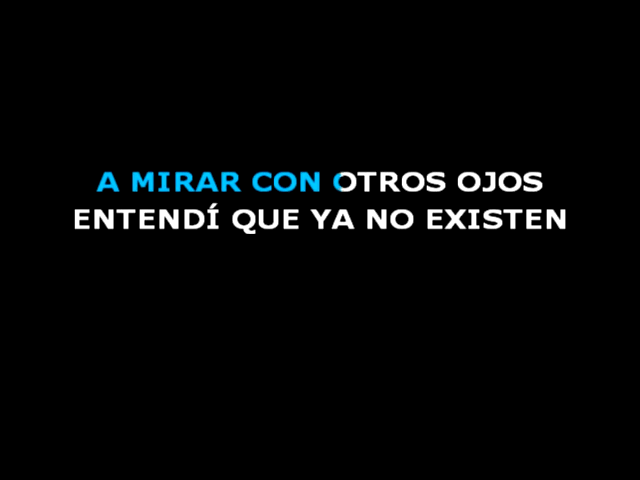 A MIRAR CON OTROS OJOS
ENTENDÍ QUE YA NO EXISTEN